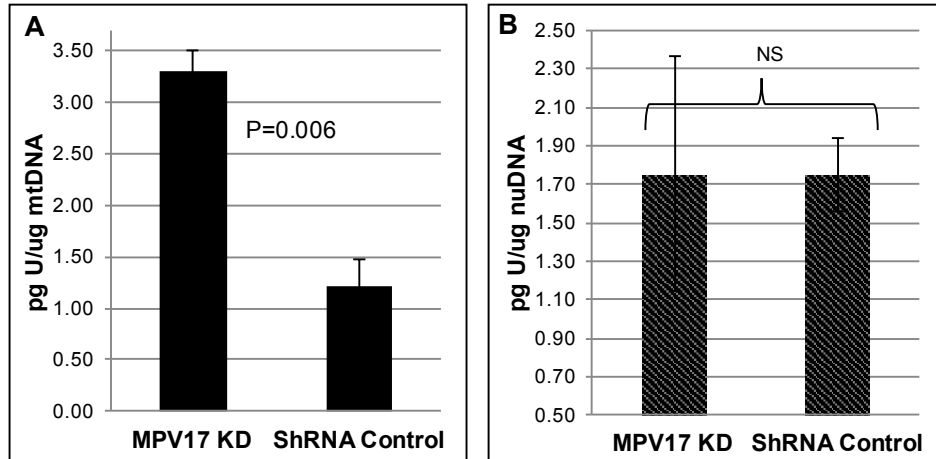 A
3.50
3.00
2.50
2.00
1.50
1.00
0.50
0.00
pg U/ug mtDNA
P=0.006
MPV17 KD ShRNA Control
B
2.50
2.30
2.10
1.90
1.70
1.50
1.30
1.10
0.90
0.70
0.50
pg U/ug nuDNA
NS
MPV17 KD ShRNA Control